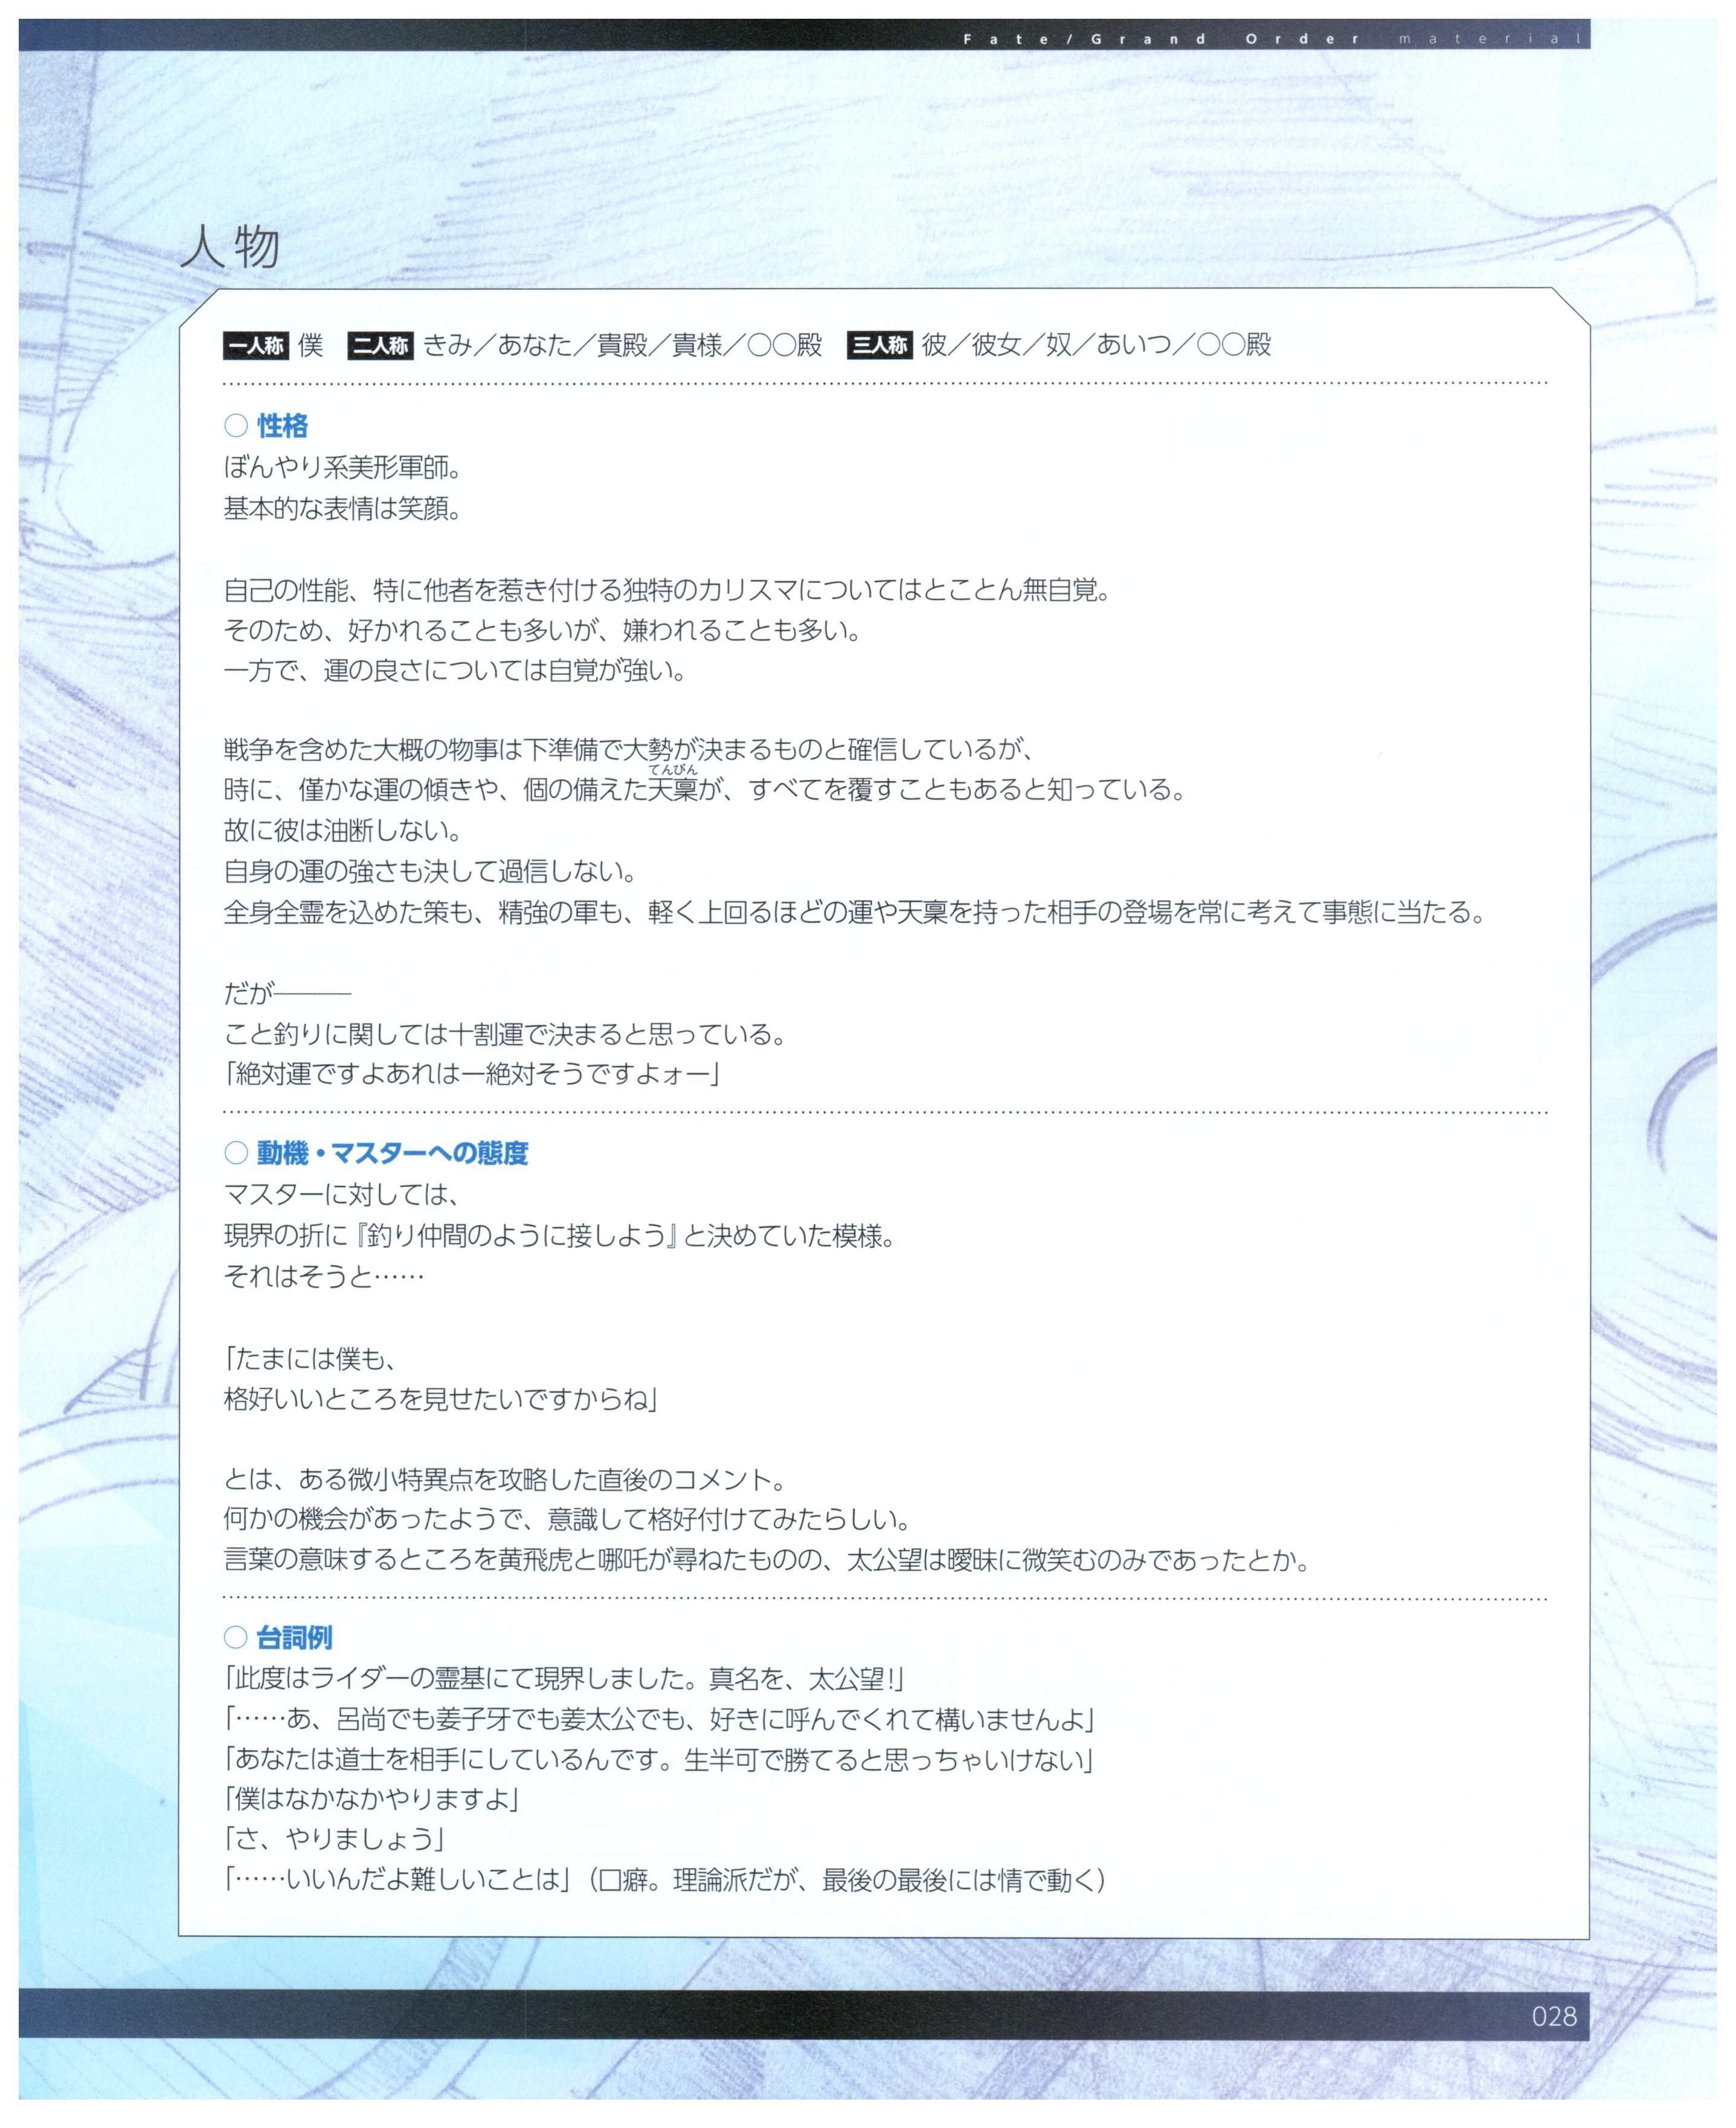 Fate/Grand Order material
人物
一人称 僕 二人称 きみ／あなた／貴殿／貴様／〇〇殿 三人称 彼／彼女／奴／あいつ／〇〇殿
○ 性格
ぼんやり系美形軍師。
基本的な表情は笑顔。
自己の性能、特に他者を惹き付ける独特のカリスマについてはとことん無自覚。
そのため、好かれることも多いが、嫌われることも多い。
一方で、運の良さについては自覚が強い。
戦争を含めた大概の物事は下準備で大勢が決まるものと確信しているが、
てんぴん
時に、僅かな運の傾きや、個の備えた天稟が、すべてを覆すこともあると知っている。
故に彼は油断しない。
自身の運の強さも決して過信しない。
全身全霊を込めた策も、精強の軍も、軽く上回るほどの運や天稟を持った相手の登場を常に考えて事態に当たる。
だが―――
こと釣りに関しては十割運で決まると思っている。
「絶対運ですよあれはー絶対そうですよォー」
○ 動機・マスターへの態度
マスターに対しては、
現界の折に『釣り仲間のように接しよう』と決めていた模様。
それはそうと……
「たまには僕も、
格好いいところを見せたいですからね」
とは、ある微小特異点を攻略した直後のコメント。
何かの機会があったようで、意識して格好付けてみたらしい。
言葉の意味するところを黄飛虎と哪吒が尋ねたものの、太公望は曖昧に微笑むのみであったとか。
○ 台詞例
「此度はライダーの霊基にて現界しました。真名を、太公望！」
「……あ、呂尚でも姜子牙でも姜太公でも、好きに呼んでくれて構いませんよ」
「あなたは道士を相手にしているんです。生半可で勝てると思っちゃいけない」
「僕はなかなかやりますよ」
「さ、やりましょう」
「……いいんだよ難しいことは」（口癖。理論派だが、最後の最後には情で動く）
028